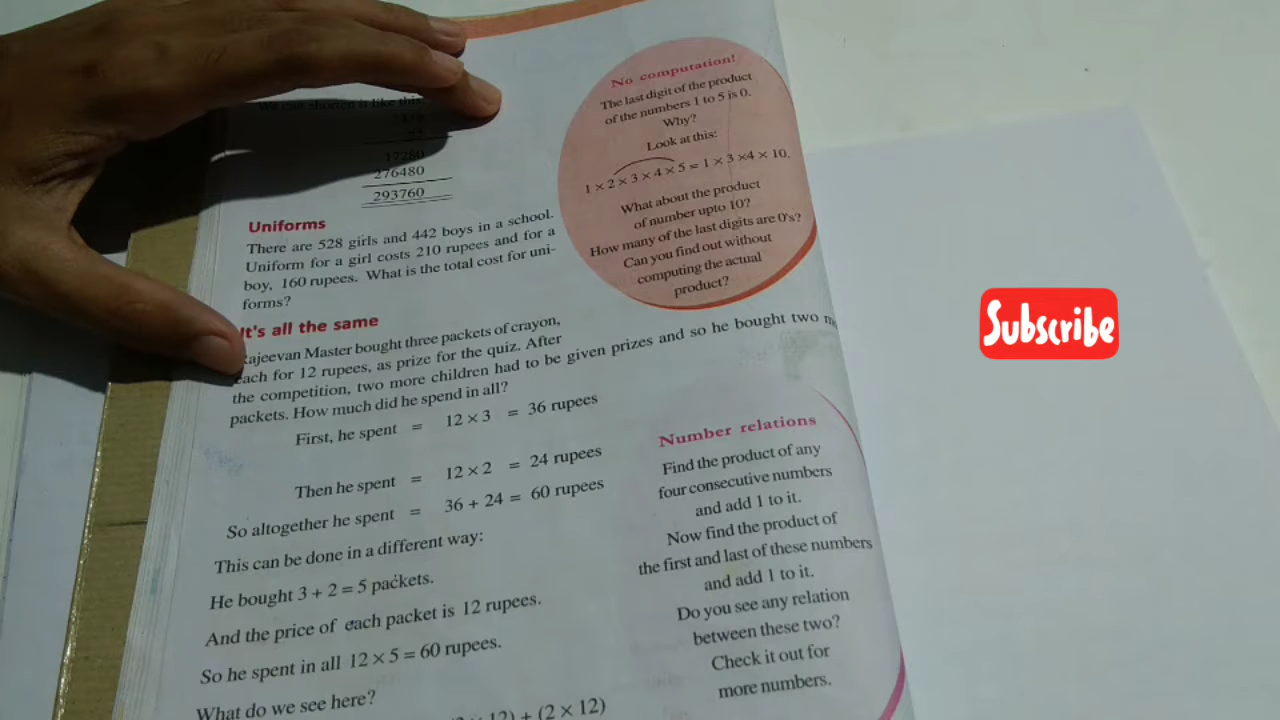 We can shorten it like this
17280
276480
293760
Uniforms
There are 528 girls and 442 boys in a school.
Uniform for a girl costs 210 rupees and for a
boy, 160 rupees. What is the total cost for uni-
forms?
It's all the same
Rajeevan Master bought three packets of crayon,
each for 12 rupees, as prize for the quiz. After
the competition, two more children had to be given prizes and so he bought two
packets. How much did he spend in all?
First, he spent = 12 × 3 = 36 rupees
Then he spent = 12 × 2 = 24 rupees
So altogether he spent = 36 + 24 = 60 rupees
This can be done in a different way:
He bought 3 + 2 = 5 packets.
And the price of each packet is 12 rupees.
So he spent in all 12 × 5 = 60 rupees.
What do we see here?
12) + (2 × 12)
No computation!
The last digit of the product
of the numbers 1 to 5 is 0.
Why?
Look at this:
1 × 2 × 3 × 4 × 5 = 1 × 3 × 4 × 10.
What about the product
of number upto 10?
How many of the last digits are 0's?
Can you find out without
computing the actual
product?
Number relations
Find the product of any
four consecutive numbers
and add 1 to it.
Now find the product of
the first and last of these numbers
and add 1 to it.
Do you see any relation
between these two?
Check it out for
more numbers.
Subscribe